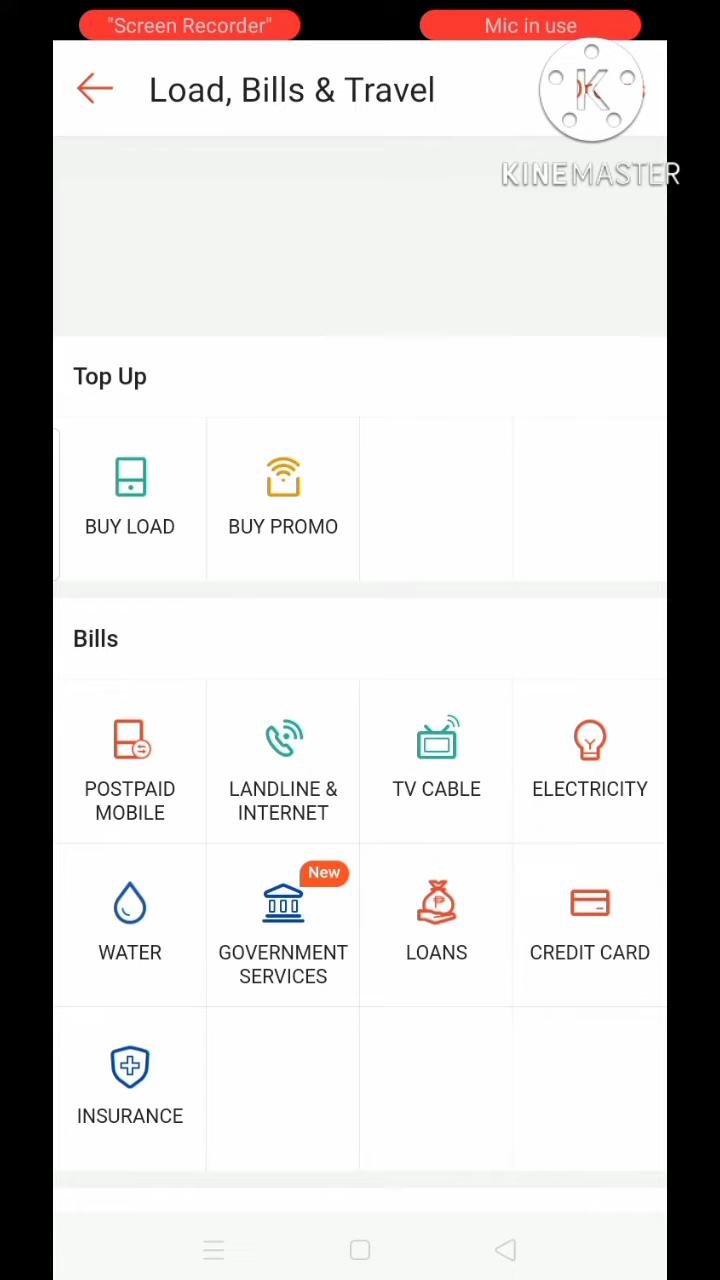 "Screen Recorder"
Mic in use
Load, Bills & Travel
K
KINEMASTER
Top Up
BUY LOAD
BUY PROMO
Bills
POSTPAID
MOBILE
LANDLINE &
INTERNET
TV CABLE
ELECTRICITY
WATER
New
GOVERNMENT
SERVICES
LOANS
CREDIT CARD
INSURANCE